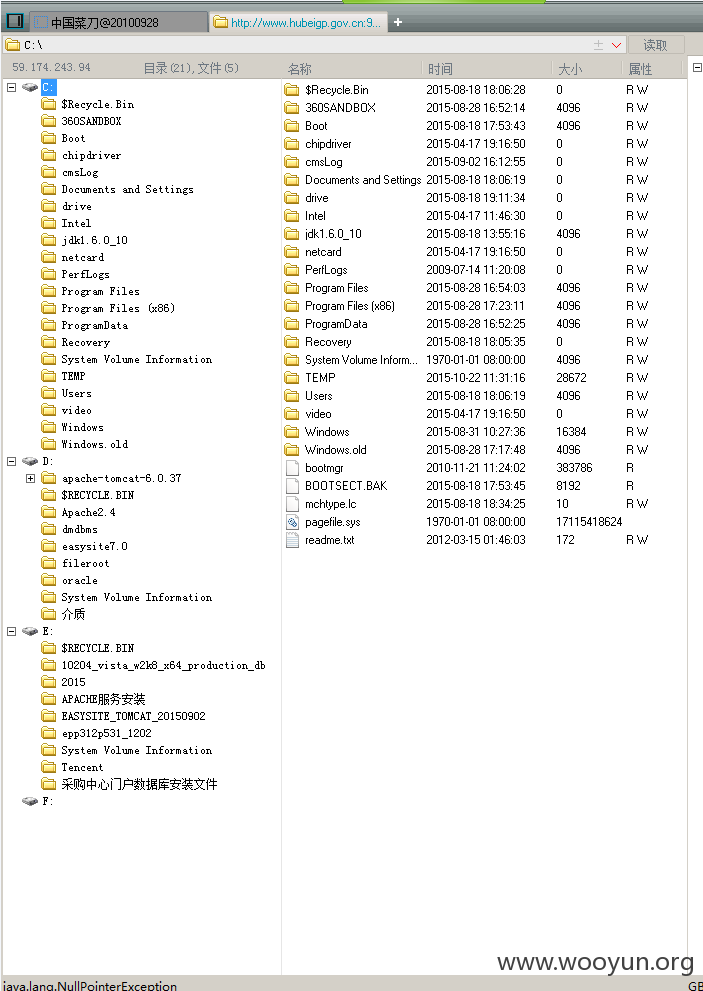 中国菜刀@20100928 http://www.hubeigp.gov.cn:9... +
C:\ 读取
59.174.243.94 目录(21),文件(5) 名称 时间 大小 属性
C:
$Recycle.Bin
360SANDBOX
Boot
chipdriver
cmsLog
Documents and Settings
drive
Intel
jdk1.6.0_10
netcard
PerfLogs
Program Files
Program Files (x86)
ProgramData
Recovery
System Volume Information
TEMP
Users
video
Windows
Windows.old
D:
apache-tomcat-6.0.37
$RECYCLE.BIN
Apache2.4
dmdbms
easysite7.0
fileroot
oracle
System Volume Information
介质
E:
$RECYCLE.BIN
10204_vista_w2k8_x64_production_db
2015
APACHE服务安装
EASYSITE_TOMCAT_20150902
epp312p531_1202
System Volume Information
Tencent
采购中心门户数据库安装文件
F:
$Recycle.Bin 2015-08-18 18:06:28 0 R W
360SANDBOX 2015-08-28 16:52:14 4096 R W
Boot 2015-08-18 17:53:43 4096 R W
chipdriver 2015-04-17 19:16:50 0 R W
cmsLog 2015-09-02 16:12:55 0 R W
Documents and Settings 2015-08-18 18:06:19 0 R W
drive 2015-08-18 19:11:34 0 R W
Intel 2015-04-17 11:46:30 0 R W
jdk1.6.0_10 2015-08-18 13:55:16 4096 R W
netcard 2015-04-17 19:16:50 0 R W
PerfLogs 2009-07-14 11:20:08 0 R W
Program Files 2015-08-28 16:54:03 4096 R W
Program Files (x86) 2015-08-28 17:23:11 4096 R W
ProgramData 2015-08-28 16:52:25 4096 R W
Recovery 2015-08-18 18:05:35 0 R W
System Volume Inform... 1970-01-01 08:00:00 4096 R W
TEMP 2015-10-22 11:31:16 28672 R W
Users 2015-08-18 18:06:19 4096 R W
video 2015-04-17 19:16:50 0 R W
Windows 2015-08-31 10:27:36 16384 R W
Windows.old 2015-08-28 17:17:48 4096 R W
bootmgr 2010-11-21 11:24:02 383786 R
BOOTSECT.BAK 2015-08-18 17:53:45 8192 R
mchtype.lc 2015-08-18 18:34:25 10 R W
pagefile.sys 1970-01-01 08:00:00 17115418624
readme.txt 2012-03-15 01:46:03 172 R W
www.wooyun.org
java.lang.NullPointerException GB